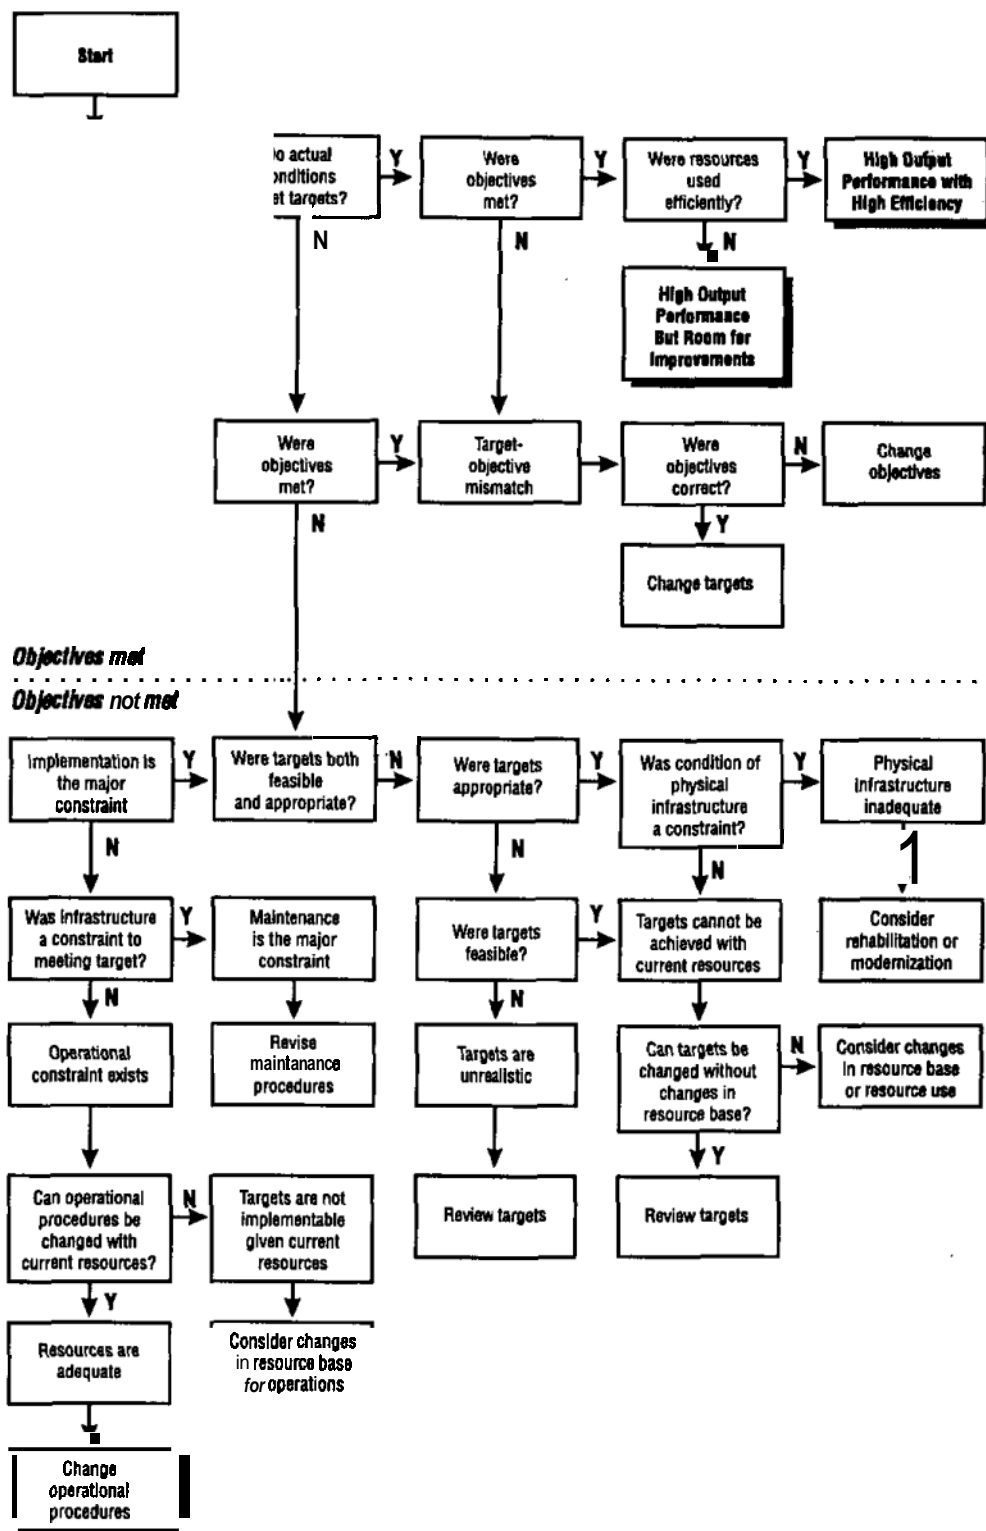 Start
o actual
onditions
et targets?
Y
Were
objectives
met?
Y
Were resources
used
efficiently?
Y
High Output
Performance with
High Efficiency
N
N
N
High Output
Performance
But Room for
Improvements
Were
objectives
met?
Y
Target-
objective
mismatch
Were
objectives
correct?
N
Change
objectives
N
Y
Change targets
Objectives met
Objectives not met
Implementation is
the major
constraint
Y
Were targets both
feasible
and appropriate?
N
Were targets
appropriate?
Y
Was condition of
physical
infrastructure
a constraint?
Y
Physical
infrastructure
inadequate
N
N
N
1
Was infrastructure
a constraint to
meeting target?
Y
Maintenance
is the major
constraint
Were targets
feasible?
Y
Targets cannot be
achieved with
current resources
Consider
rehabilitation or
modernization
N
N
Operational
constraint exists
Revise
maintanance
procedures
Targets are
unrealistic
Can targets be
changed without
changes in
resource base?
N
Consider changes
in resource base
or resource use
Y
Can operational
procedures be
changed with
current resources?
N
Targets are not
implementable
given current
resources
Review targets
Review targets
Y
Resources are
adequate
Consider changes
in resource base
for operations
Change
operational
procedures